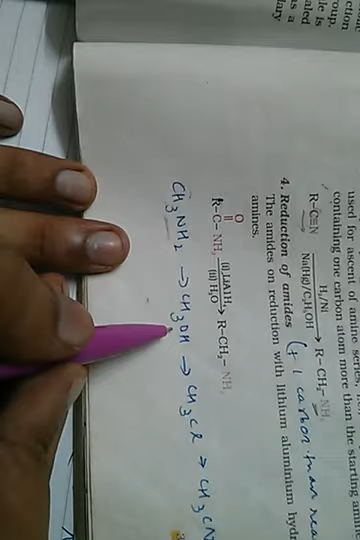 used for ascent of amine series
containing one carbon atom more than the starting amine
R–C≡N H₂/Ni Na(Hg)/C₂H₅OH → R–CH₂–NH₂
(+ 1 carbon than
4. Reduction of amides
The amides on reduction with lithium aluminium
amines.
O
R–C–NH₂ (i) LiAlH₄ (ii) H₂O → R–CH₂–NH₂
CH₃NH₂ → CH₃OH → CH₃Cl → CH₃CN